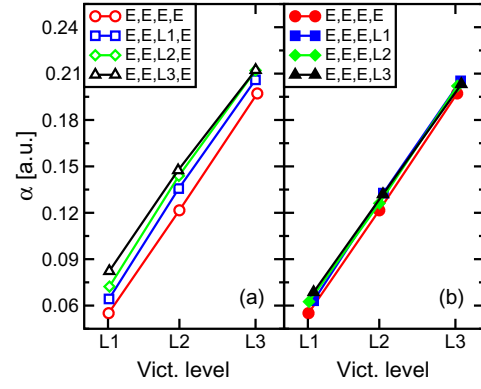 α [a.u.]
0.24
0.21
0.18
0.15
0.12
0.09
0.06
E,E,E,E
E,E,L1,E
E,E,L2,E
E,E,L3,E
(a)
L1 L2 L3
Vict. level
E,E,E,E
E,E,E,L1
E,E,E,L2
E,E,E,L3
(b)
L1 L2 L3
Vict. level